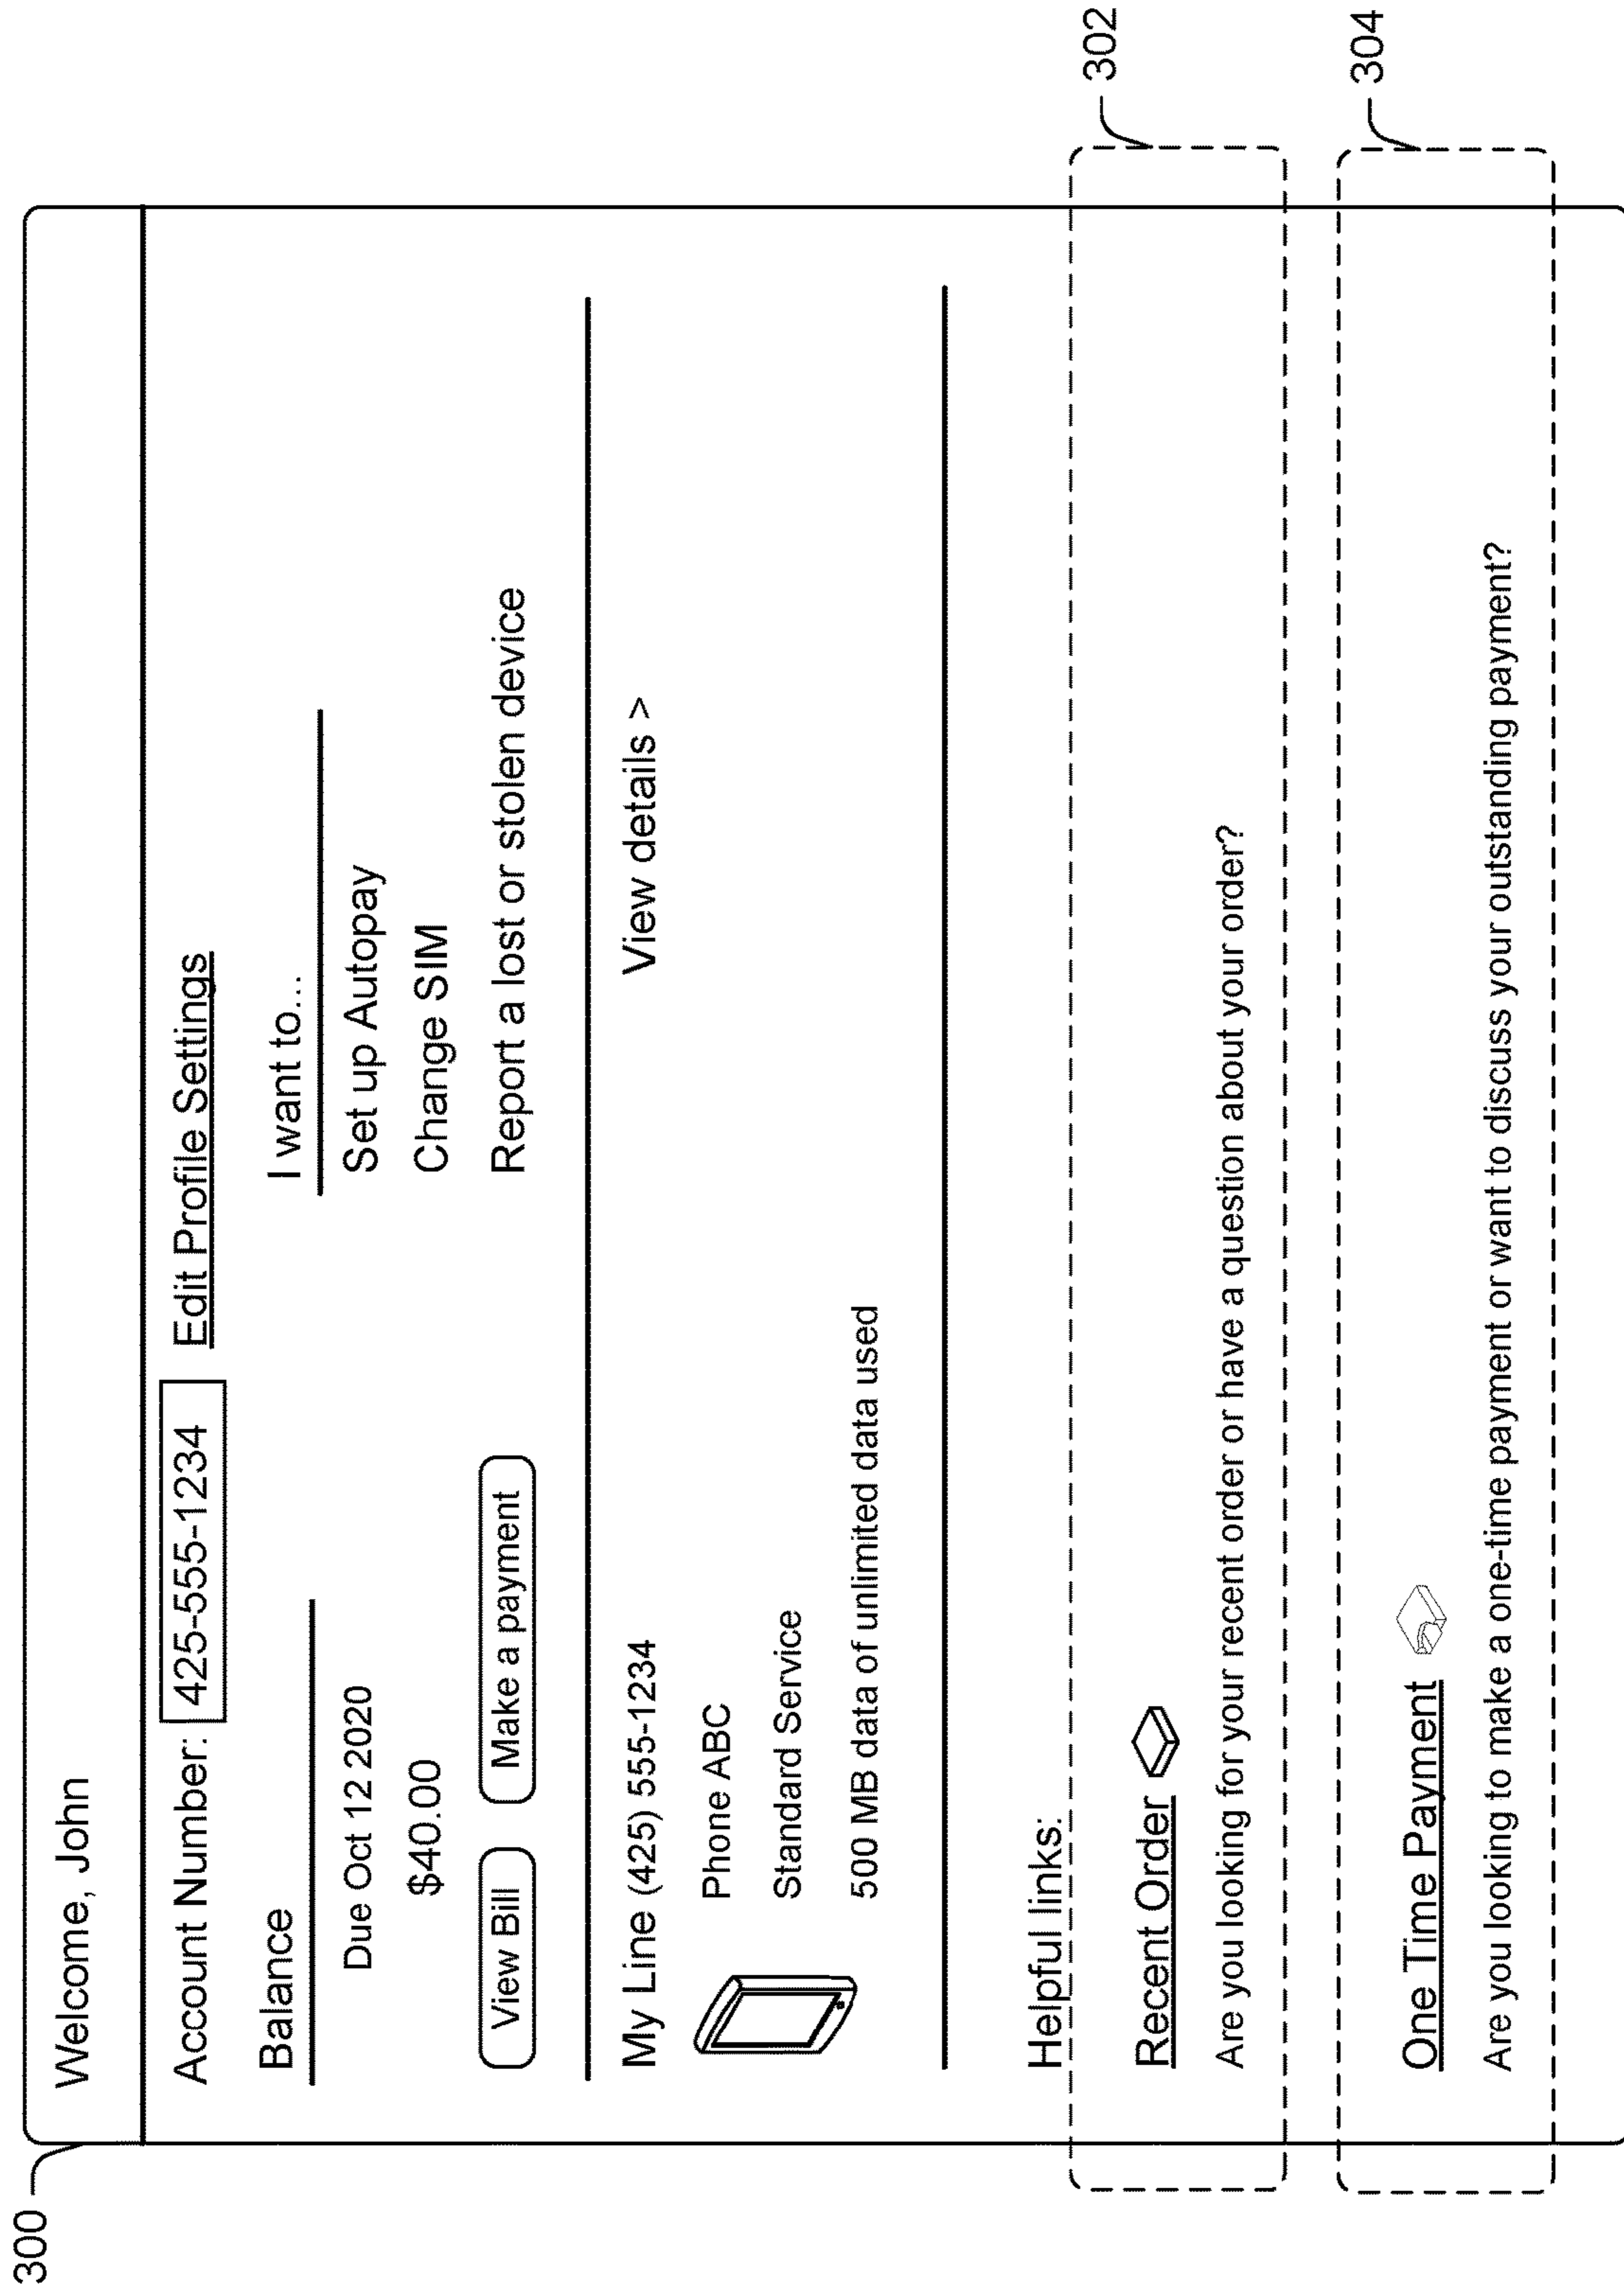 300
Welcome, John
Account Number: 425-555-1234 Edit Profile Settings
Balance
I want to...
Due Oct 12 2020
Set up Autopay
$40.00
Change SIM
View Bill
Make a payment
Report a lost or stolen device
My Line (425) 555-1234
View details >
Phone ABC
Standard Service
500 MB data of unlimited data used
Helpful links:
302
Recent Order
Are you looking for your recent order or have a question about your order?
304
One Time Payment
Are you looking to make a one-time payment or want to discuss your outstanding payment?